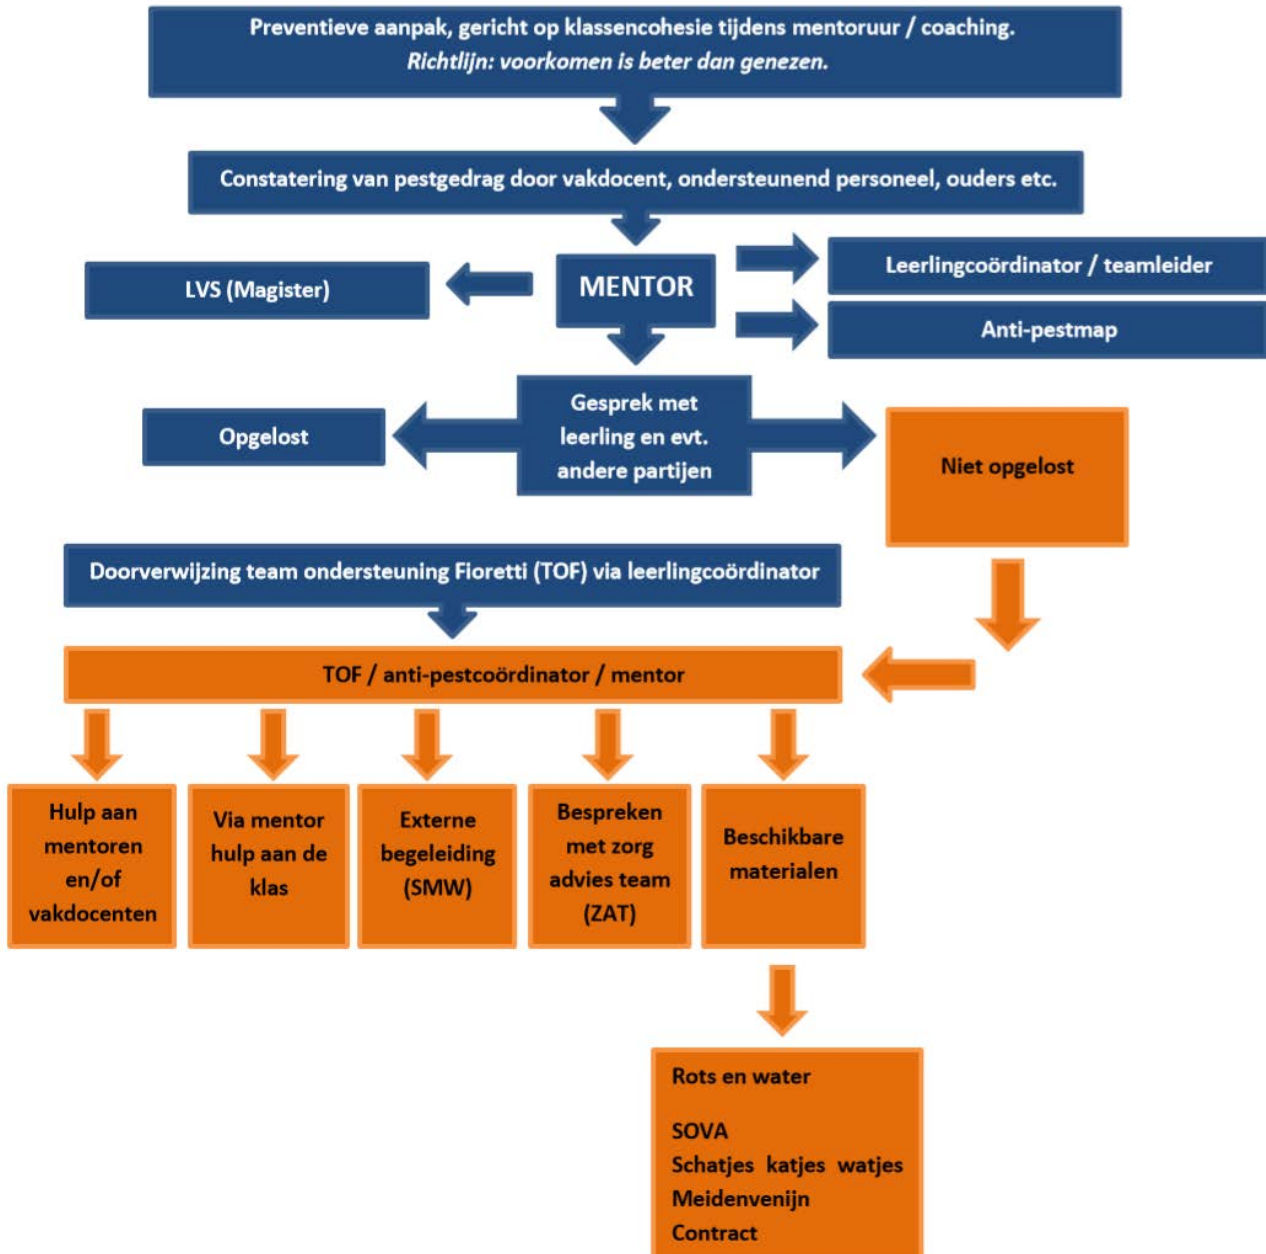 Preventieve aanpak, gericht op klassencohesie tijdens mentoruur / coaching.
Richtlijn: voorkomen is beter dan genezen.
Constatering van pestgedrag door vakdocent, ondersteunend personeel, ouders etc.
LVS (Magister)
MENTOR
Leerlingcoördinator / teamleider
Anti-pestmap
Opgelost
Gesprek met
leerling en evt.
andere partijen
Niet opgelost
Doorverwijzing team ondersteuning Fioretti (TOF) via leerlingcoördinator
TOF / anti-pestcoördinator / mentor
Hulp aan
mentoren
en/of
vakdocenten
Via mentor
hulp aan de
klas
Externe
begeleiding
(SMW)
Bespreken
met zorg
advies team
(ZAT)
Beschikbare
materialen
Rots en water
SOVA
Schatjes katjes watjes
Meidenvenijn
Contract